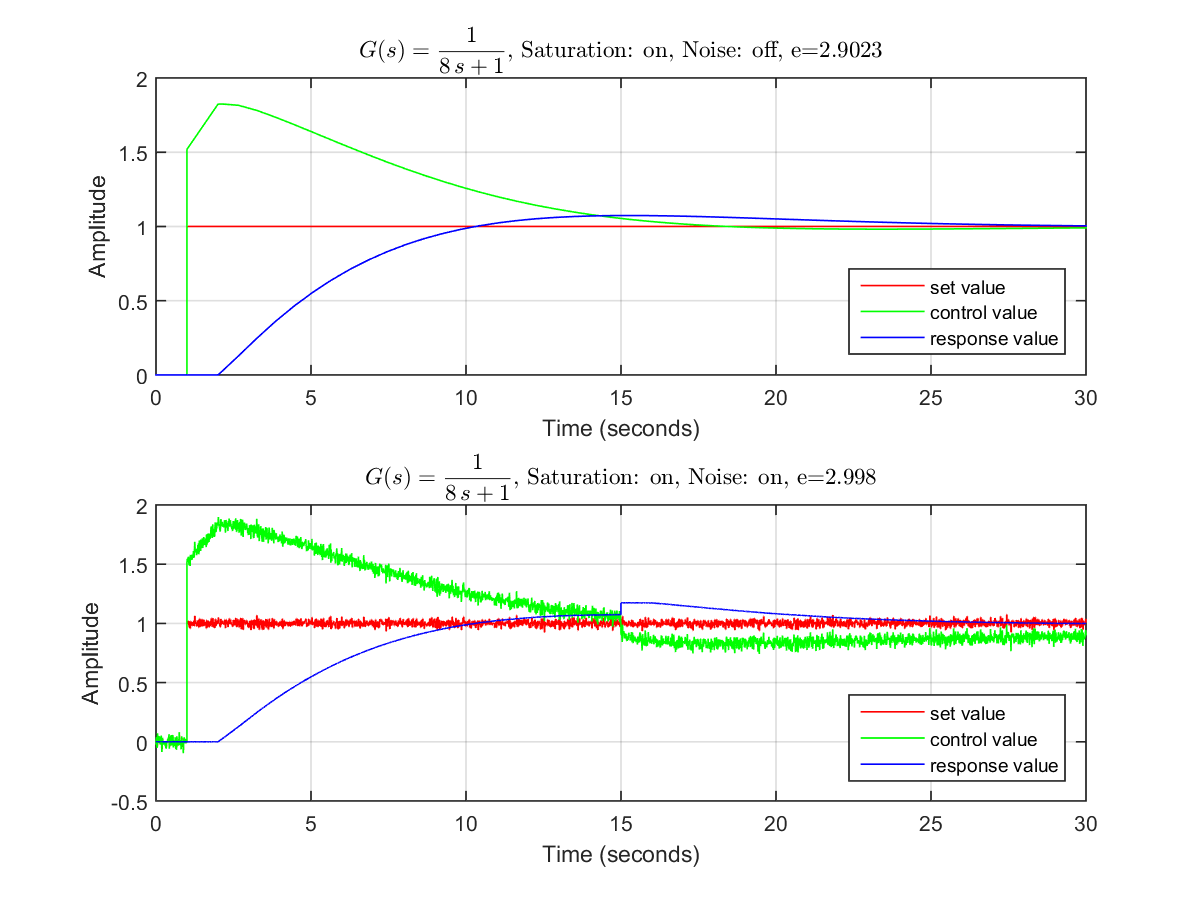 G(s) = 1/(8 s + 1), Saturation: on, Noise: off, e=2.9023
2
1.5
1
0.5
0
Amplitude
set value
control value
response value
0 5 10 15 20 25 30
Time (seconds)
G(s) = 1/(8 s + 1), Saturation: on, Noise: on, e=2.998
2
1.5
1
0.5
0
-0.5
Amplitude
set value
control value
response value
0 5 10 15 20 25 30
Time (seconds)